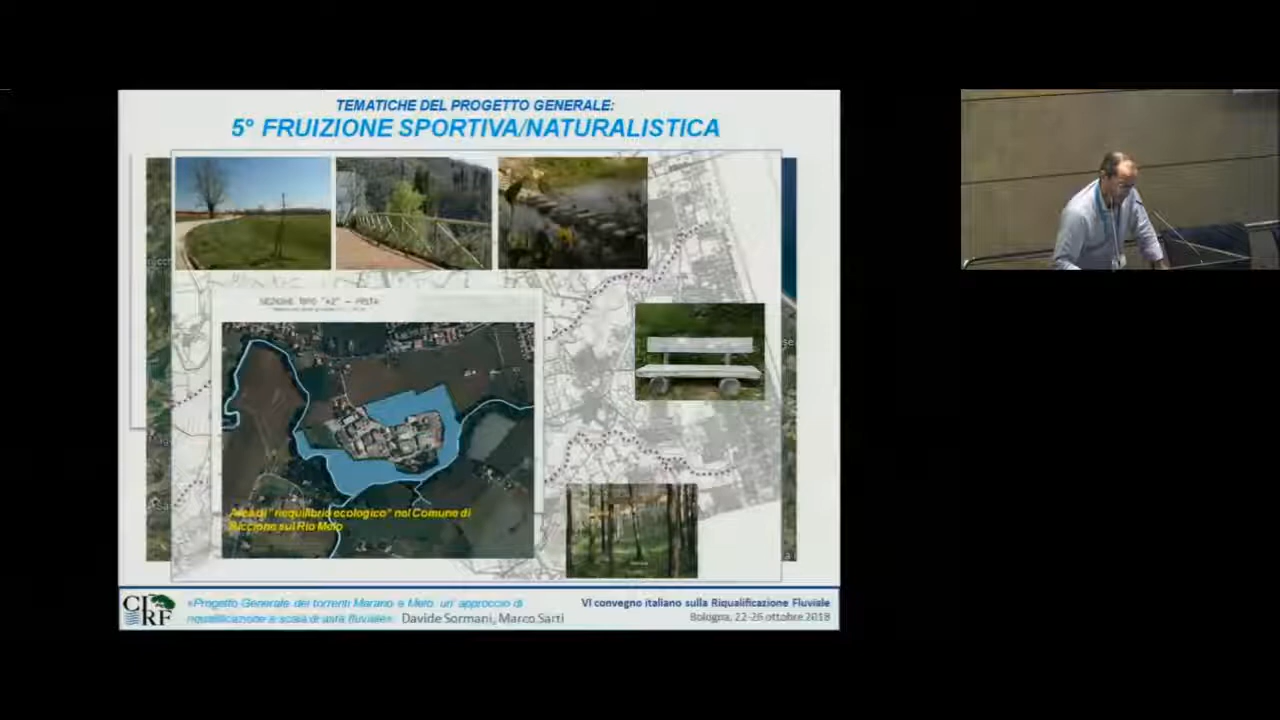 TEMATICHE DEL PROGETTO GENERALE:
5° FRUIZIONE SPORTIVA/NATURALISTICA
SEZIONE TIPO "A2" – PISTA
Area di "riequilibrio ecologico" nel Comune di
Riccione sul Rio Melo
CIRF
«Progetto Generale dei torrenti Marano e Melo, un' approccio di
riqualificazione a scala di asta fluviale» Davide Sormani, Marco Sarti
VI convegno italiano sulla Riqualificazione Fluviale
Bologna, 22-26 ottobre 2018